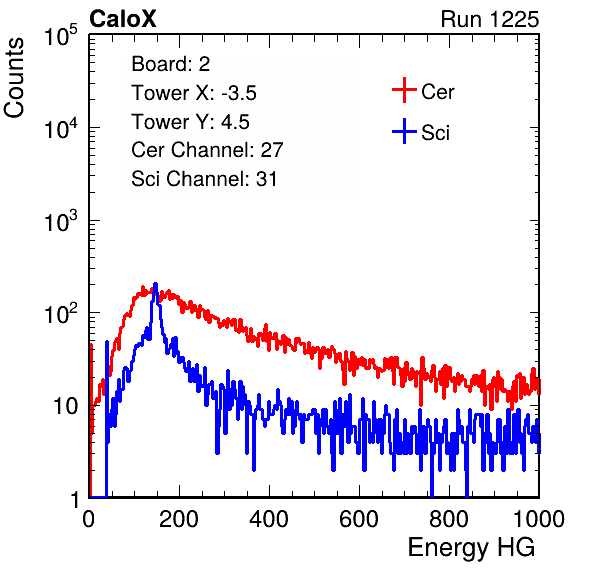 CaloX Run 1225
Counts
Board: 2
Tower X: -3.5
Tower Y: 4.5
Cer Channel: 27
Sci Channel: 31
Cer
Sci
10^5
10^4
10^3
10^2
10
1
0 200 400 600 800 1000
Energy HG